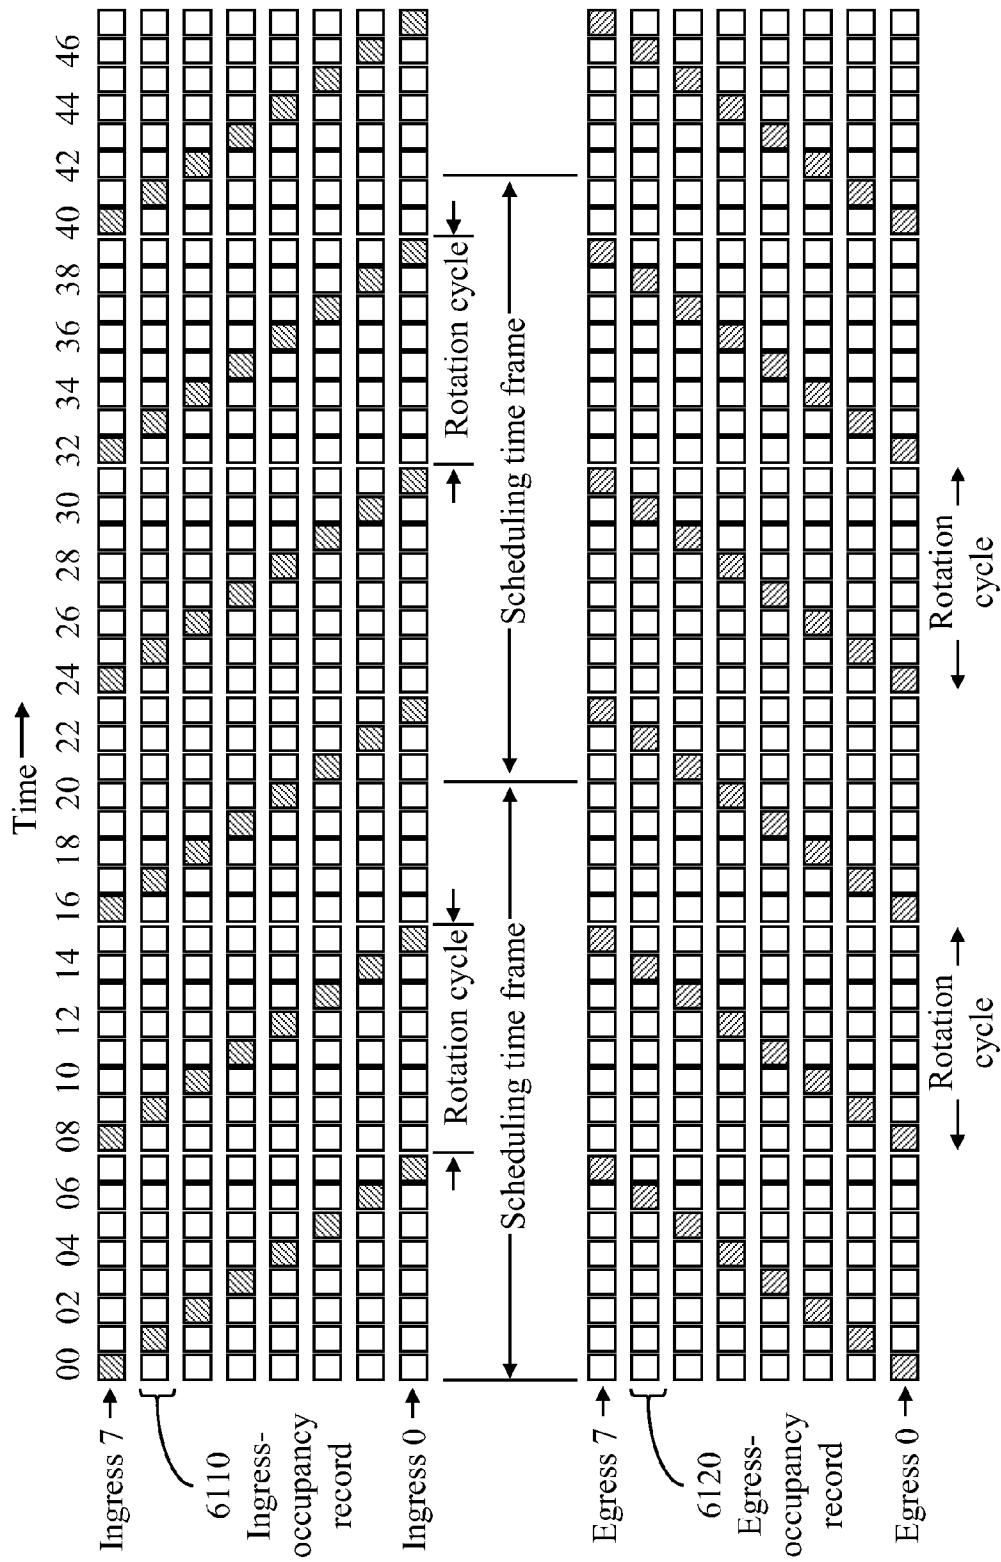 Time
00 02 04 06 08 10 12 14 16 18 20 22 24 26 28 30 32 34 36 38 40 42 44 46
Ingress 7
6110
Ingress-
occupancy
record
Ingress 0
Rotation cycle
Rotation cycle
Scheduling time frame
Scheduling time frame
Egress 7
6120
Egress-
occupancy
record
Egress 0
Rotation
cycle
Rotation
cycle